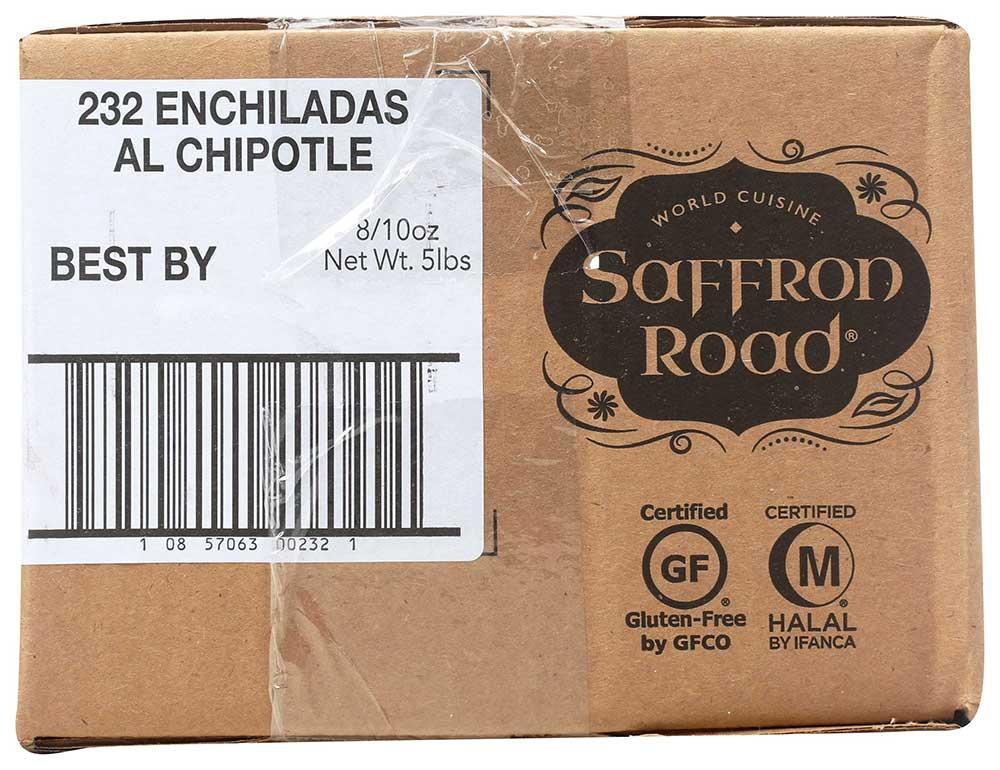 232 ENCHILADAS
AL CHIPOTLE
8/10oz
BEST BY
Net Wt. 5lbs
1 08 57063 00232 1
WORLD CUISINE
Saffron
Road®
Certified
GF®
Gluten-Free
by GFCO
CERTIFIED
M®
HALAL
BY IFANCA